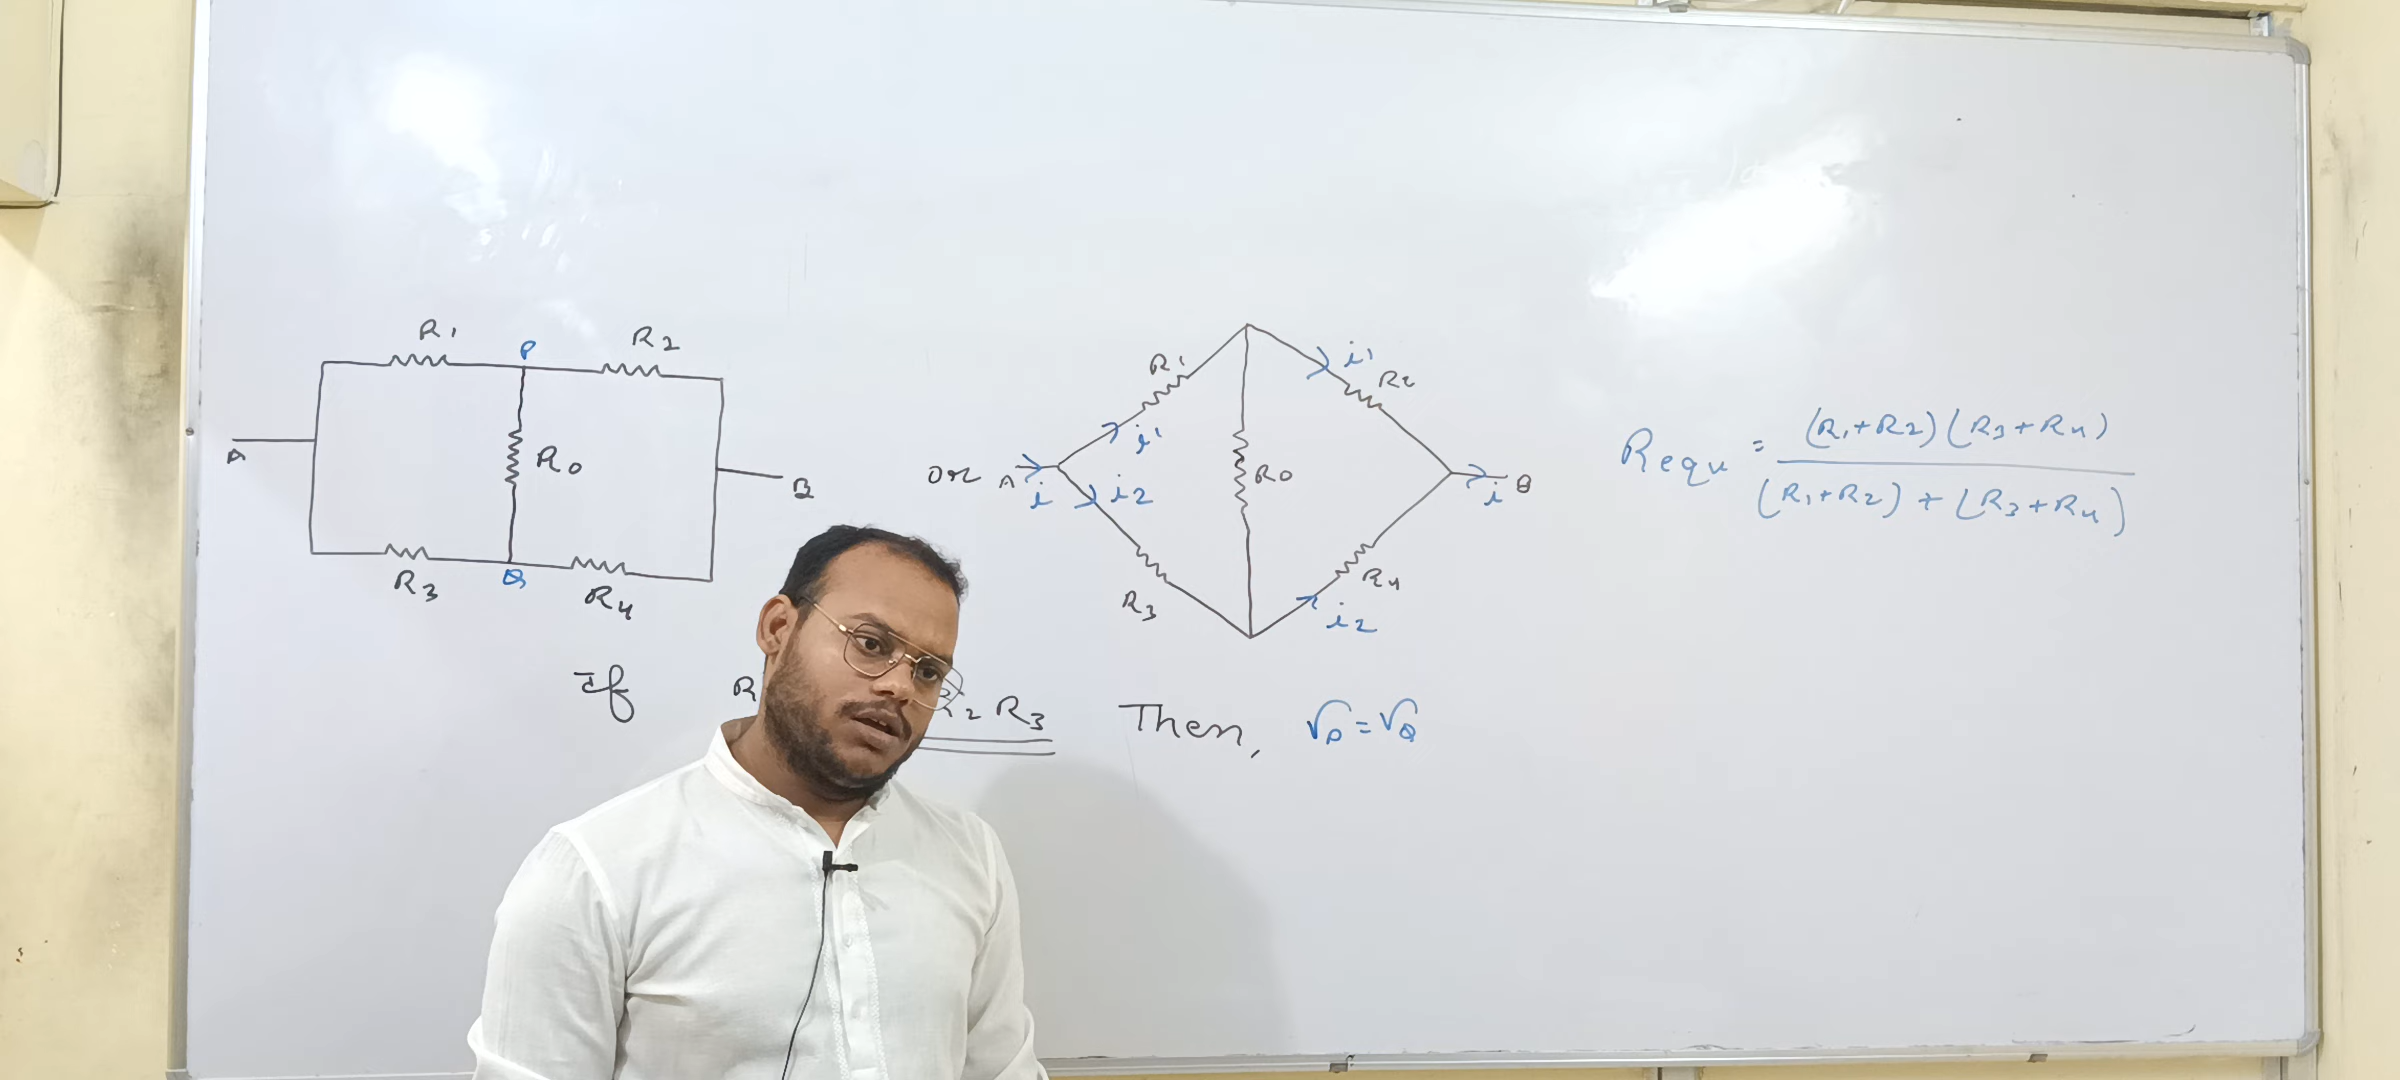 R1 P R2
A R0 B
R3 Q R4
If R R2 R3 Then, VP = VQ
or A i i1 i2 R1 R0 R3 i1 R2 R4 i2 i B
Requ = (R1+R2)(R3+R4)
(R1+R2) + (R3+R4)